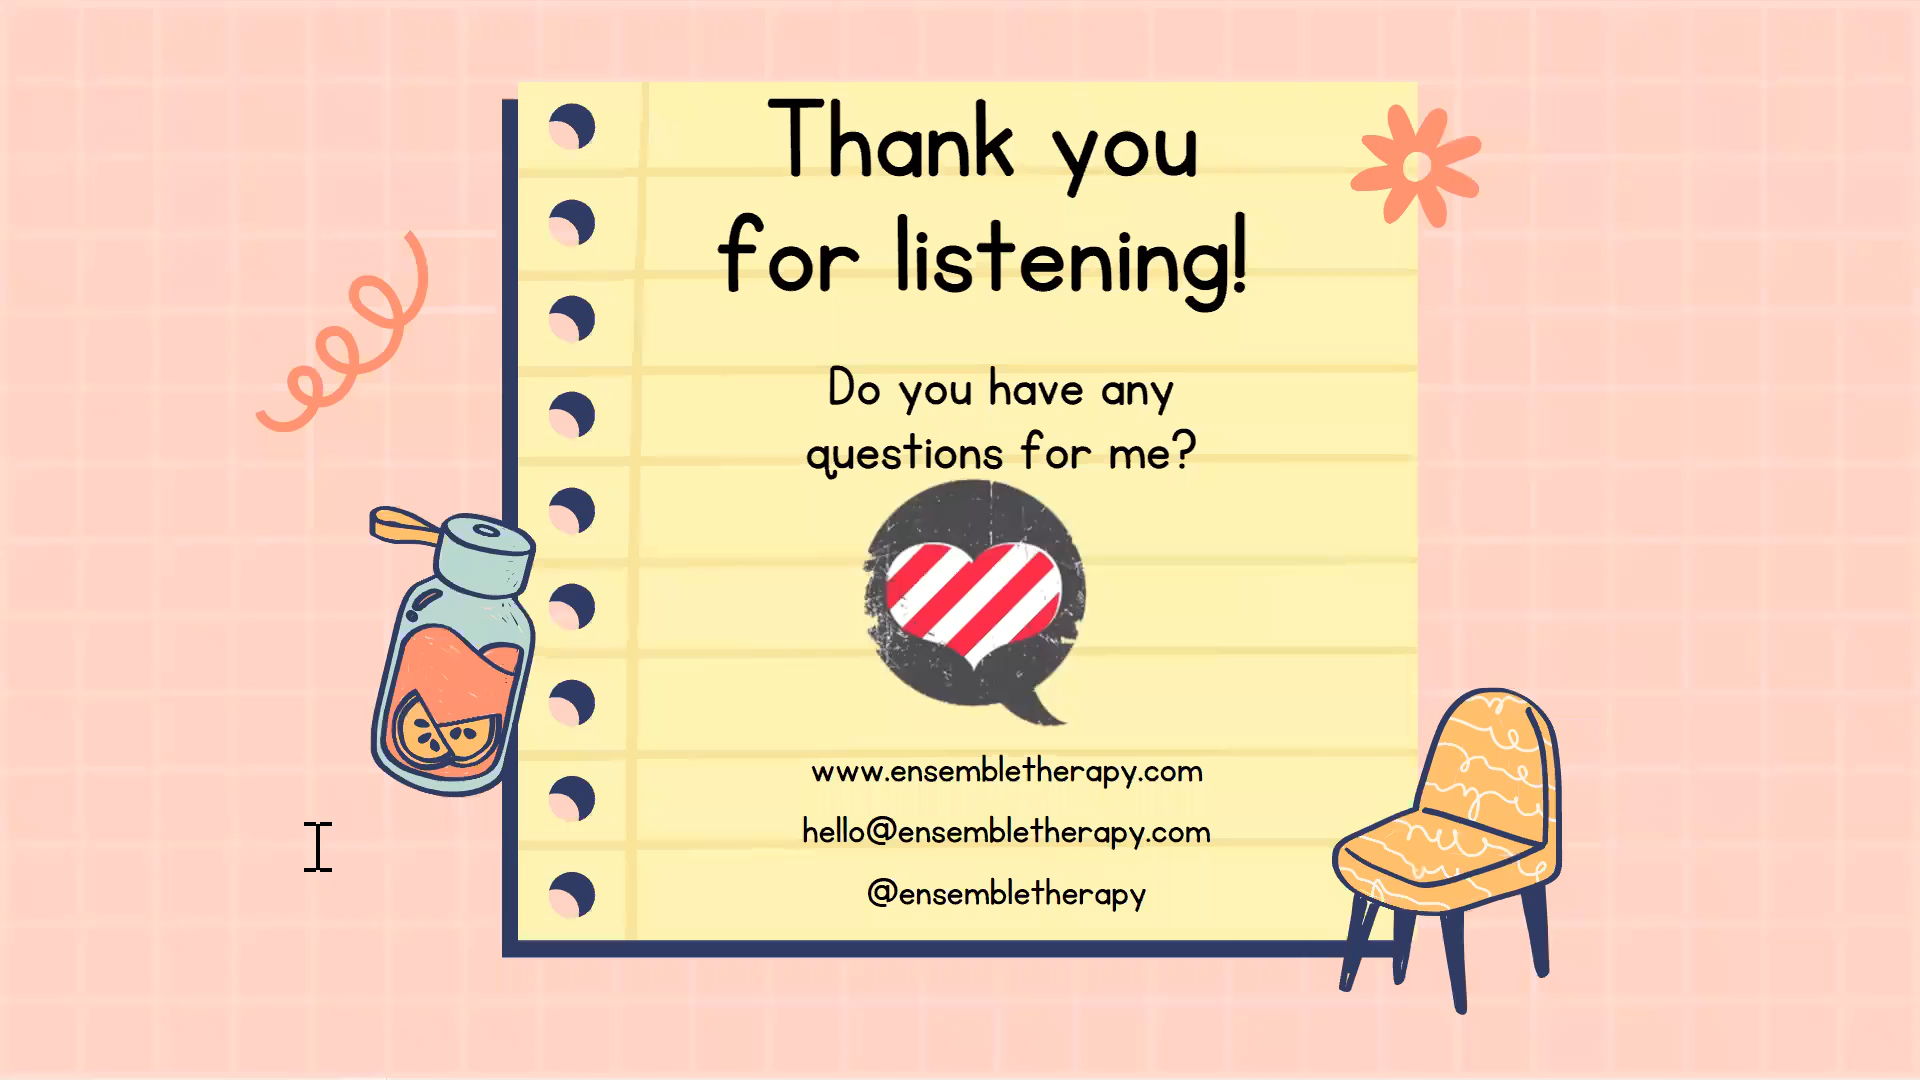 Thank you
for listening!
Do you have any
questions for me?
www.ensembletherapy.com
hello@ensembletherapy.com
@ensembletherapy